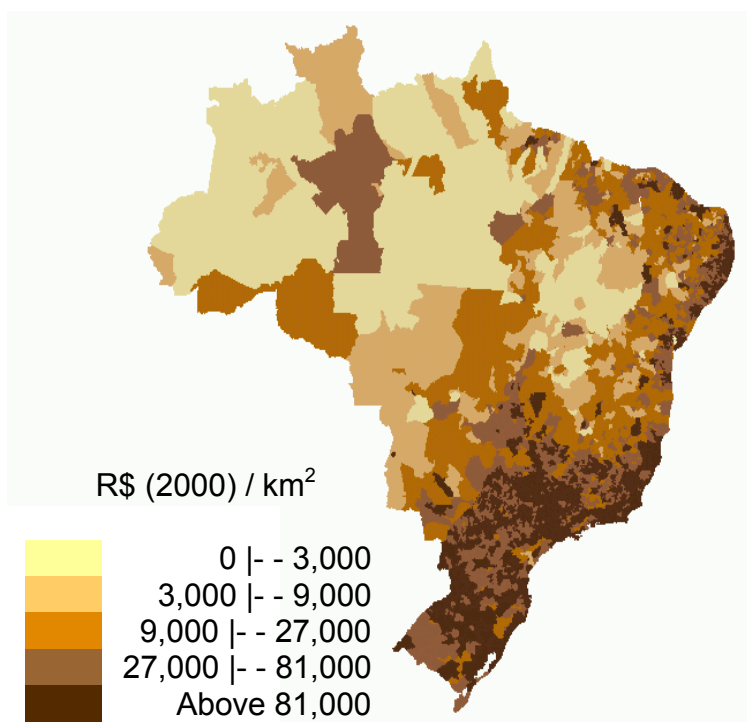 R$ (2000) / km²
0 |- - 3,000
3,000 |- - 9,000
9,000 |- - 27,000
27,000 |- - 81,000
Above 81,000